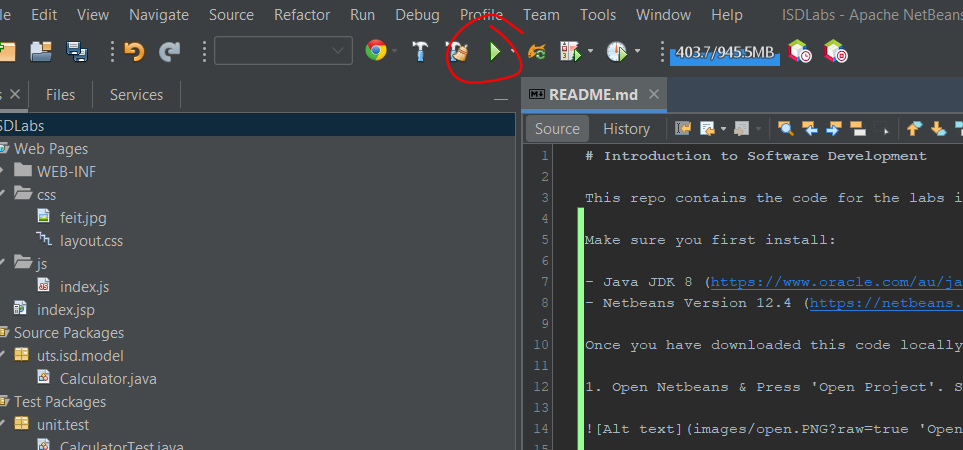 le Edit View Navigate Source Refactor Run Debug Profile Team Tools Window Help ISDLabs - Apache NetBeans
403.7/945.5MB
s Files Services
README.md
SDLabs
Source History
Web Pages
WEB-INF
css
feit.jpg
layout.css
js
index.js
index.jsp
Source Packages
uts.isd.model
Calculator.java
Test Packages
unit.test
CalculatorTest.java
1 # Introduction to Software Development
2
3 This repo contains the code for the labs i
4
5 Make sure you first install:
6
7 - Java JDK 8 (https://www.oracle.com/au/ja
8 - Netbeans Version 12.4 (https://netbeans.
9
10 Once you have downloaded this code locally
11
12 1. Open Netbeans & Press 'Open Project'. S
13
14 ![Alt text](images/open.PNG?raw=true 'Open
15